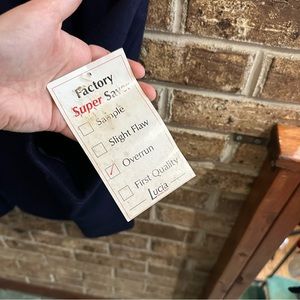 Factory
Super Saver
Sample
Slight Flaw
Overrun
First Quality
Lucia